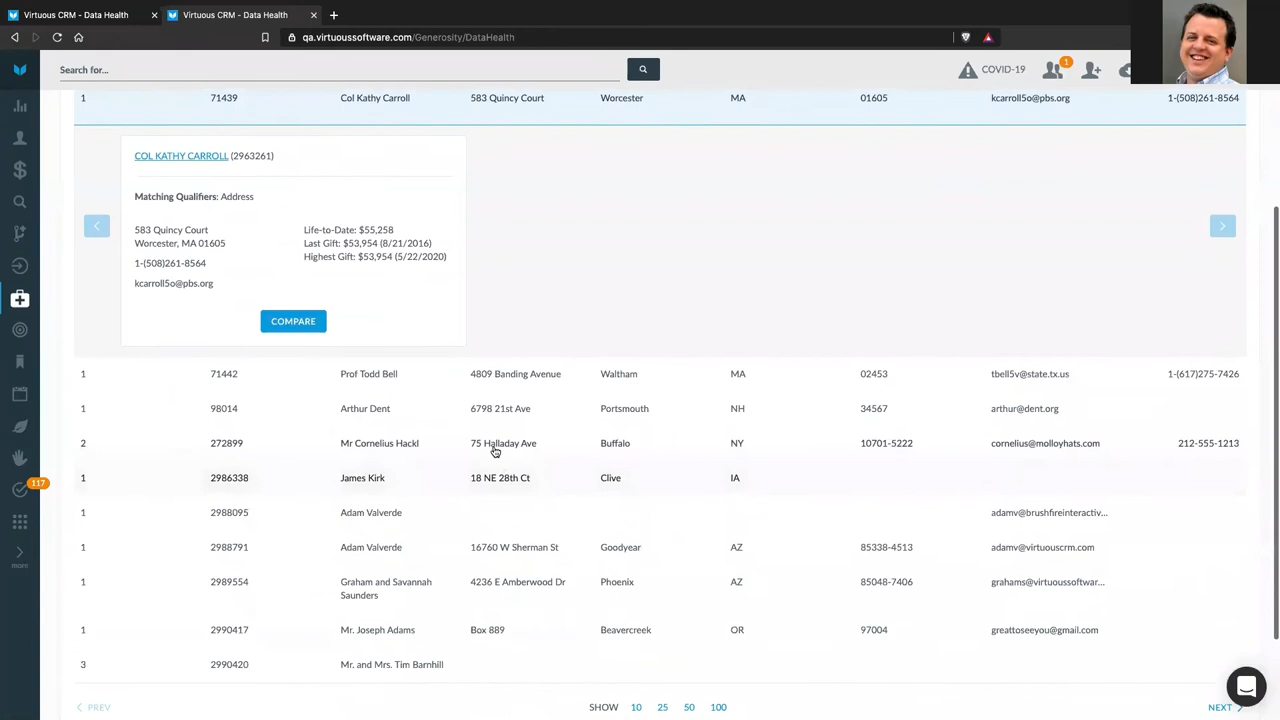 Virtuous CRM - Data Health
Virtuous CRM - Data Health
qa.virtuoussoftware.com/Generosity/DataHealth
Search for...
COVID-19
1
1 71439 Col Kathy Carroll 583 Quincy Court Worcester MA 01605 kcarroll5o@pbs.org 1-(508)261-8564
COL KATHY CARROLL (2963261)
Matching Qualifiers: Address
583 Quincy Court
Worcester, MA 01605
1-(508)261-8564
kcarroll5o@pbs.org
Life-to-Date: $55,258
Last Gift: $53,954 (8/21/2016)
Highest Gift: $53,954 (5/22/2020)
COMPARE
1 71442 Prof Todd Bell 4809 Banding Avenue Waltham MA 02453 tbell5v@state.tx.us 1-(617)275-7426
1 98014 Arthur Dent 6798 21st Ave Portsmouth NH 34567 arthur@dent.org
2 272899 Mr Cornelius Hackl 75 Halladay Ave Buffalo NY 10701-5222 cornelius@molloyhats.com 212-555-1213
1 2986338 James Kirk 18 NE 28th Ct Clive IA
117
1 2988095 Adam Valverde adamv@brushfireinteractiv...
1 2988791 Adam Valverde 16760 W Sherman St Goodyear AZ 85338-4513 adamv@virtuouscrm.com
more
1 2989554 Graham and Savannah 4236 E Amberwood Dr Phoenix AZ 85048-7406 grahams@virtuoussoftwar...
Saunders
1 2990417 Mr. Joseph Adams Box 889 Beavercreek OR 97004 greattoseeyou@gmail.com
3 2990420 Mr. and Mrs. Tim Barnhill
PREV SHOW 10 25 50 100 NEXT